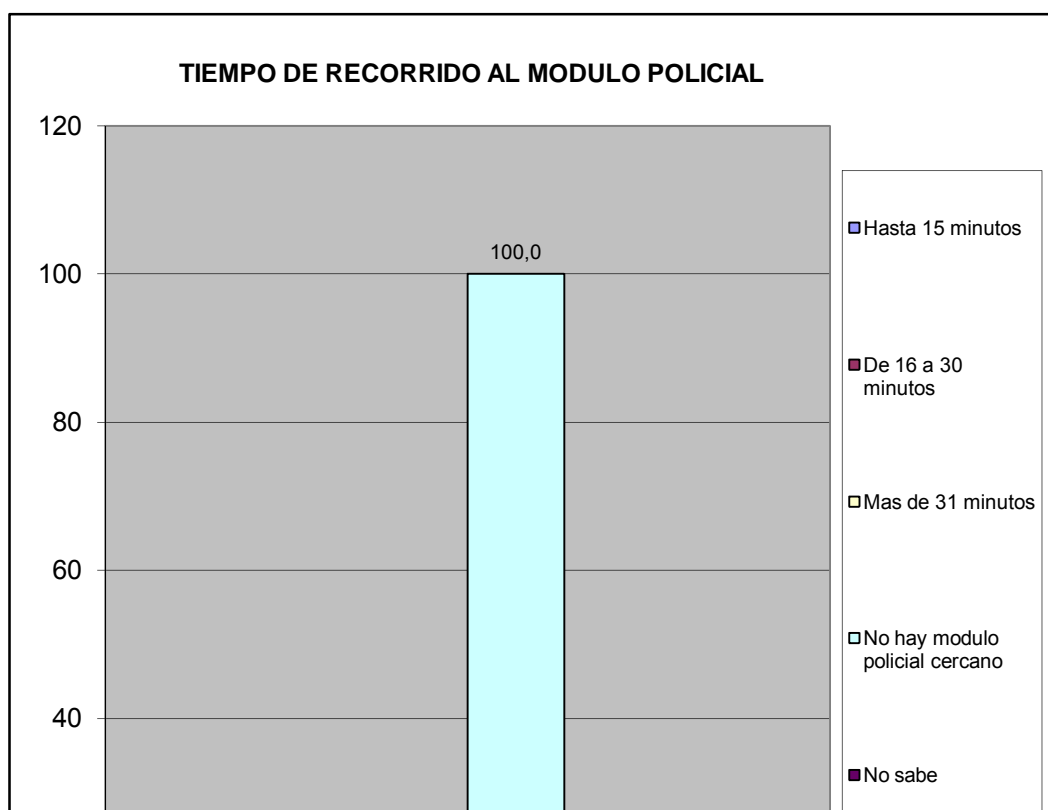 TIEMPO DE RECORRIDO AL MODULO POLICIAL
120
100
80
60
40
100,0
Hasta 15 minutos
De 16 a 30
minutos
Mas de 31 minutos
No hay modulo
policial cercano
No sabe